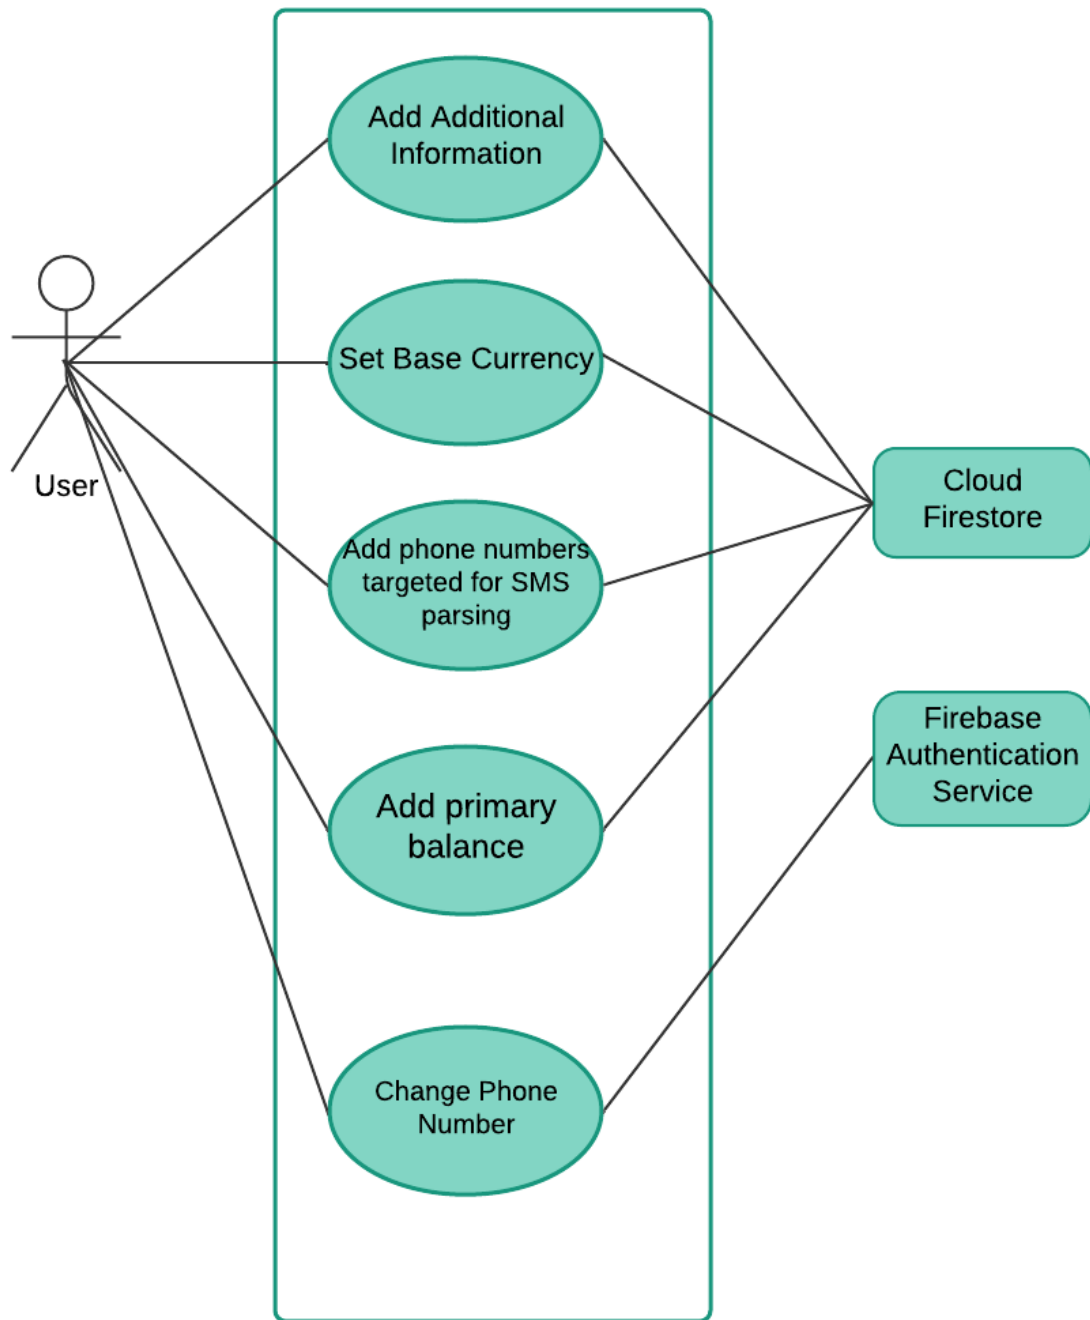 Add Additional
Information
Set Base Currency
User
Add phone numbers
targeted for SMS
parsing
Add primary
balance
Change Phone
Number
Cloud
Firestore
Firebase
Authentication
Service